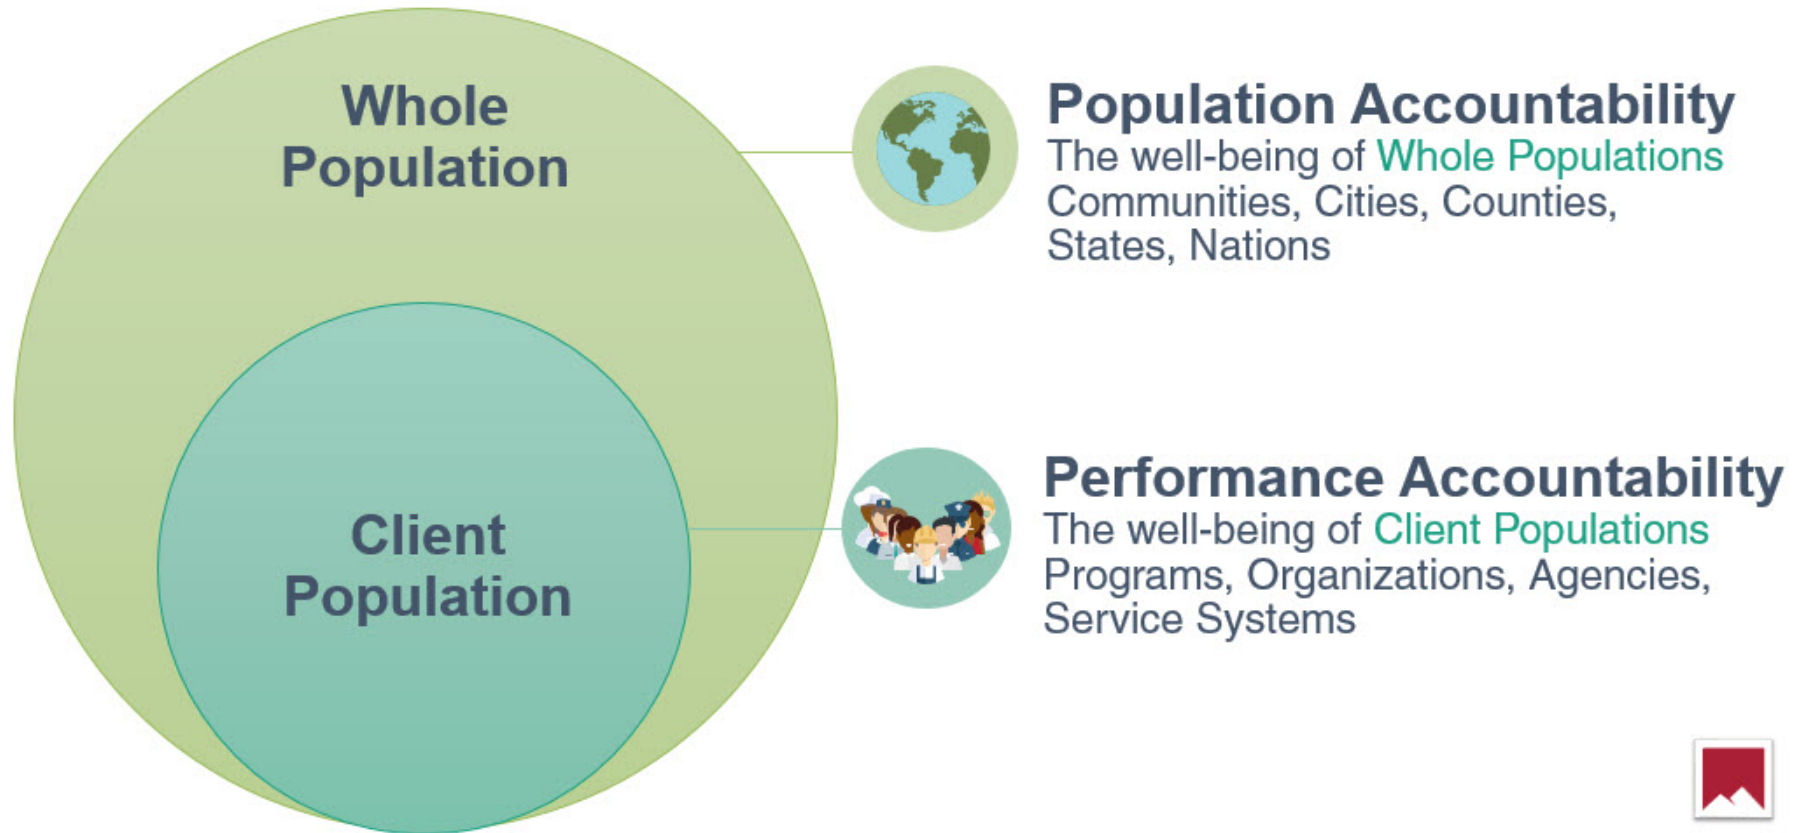 Whole
Population
Population Accountability
The well-being of Whole Populations
Communities, Cities, Counties,
States, Nations
Client
Population
Performance Accountability
The well-being of Client Populations
Programs, Organizations, Agencies,
Service Systems